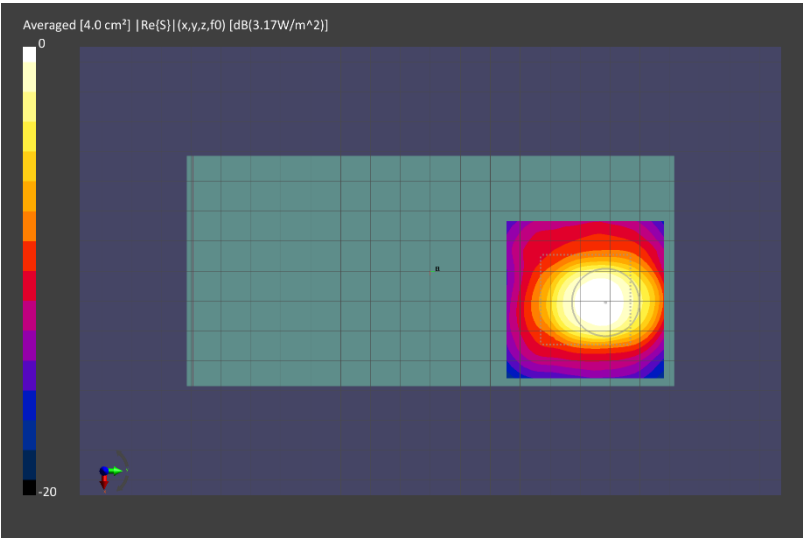 Averaged [4.0 cm²] |Re{S}|(x,y,z,f0) [dB(3.17W/m^2)]
0
-20